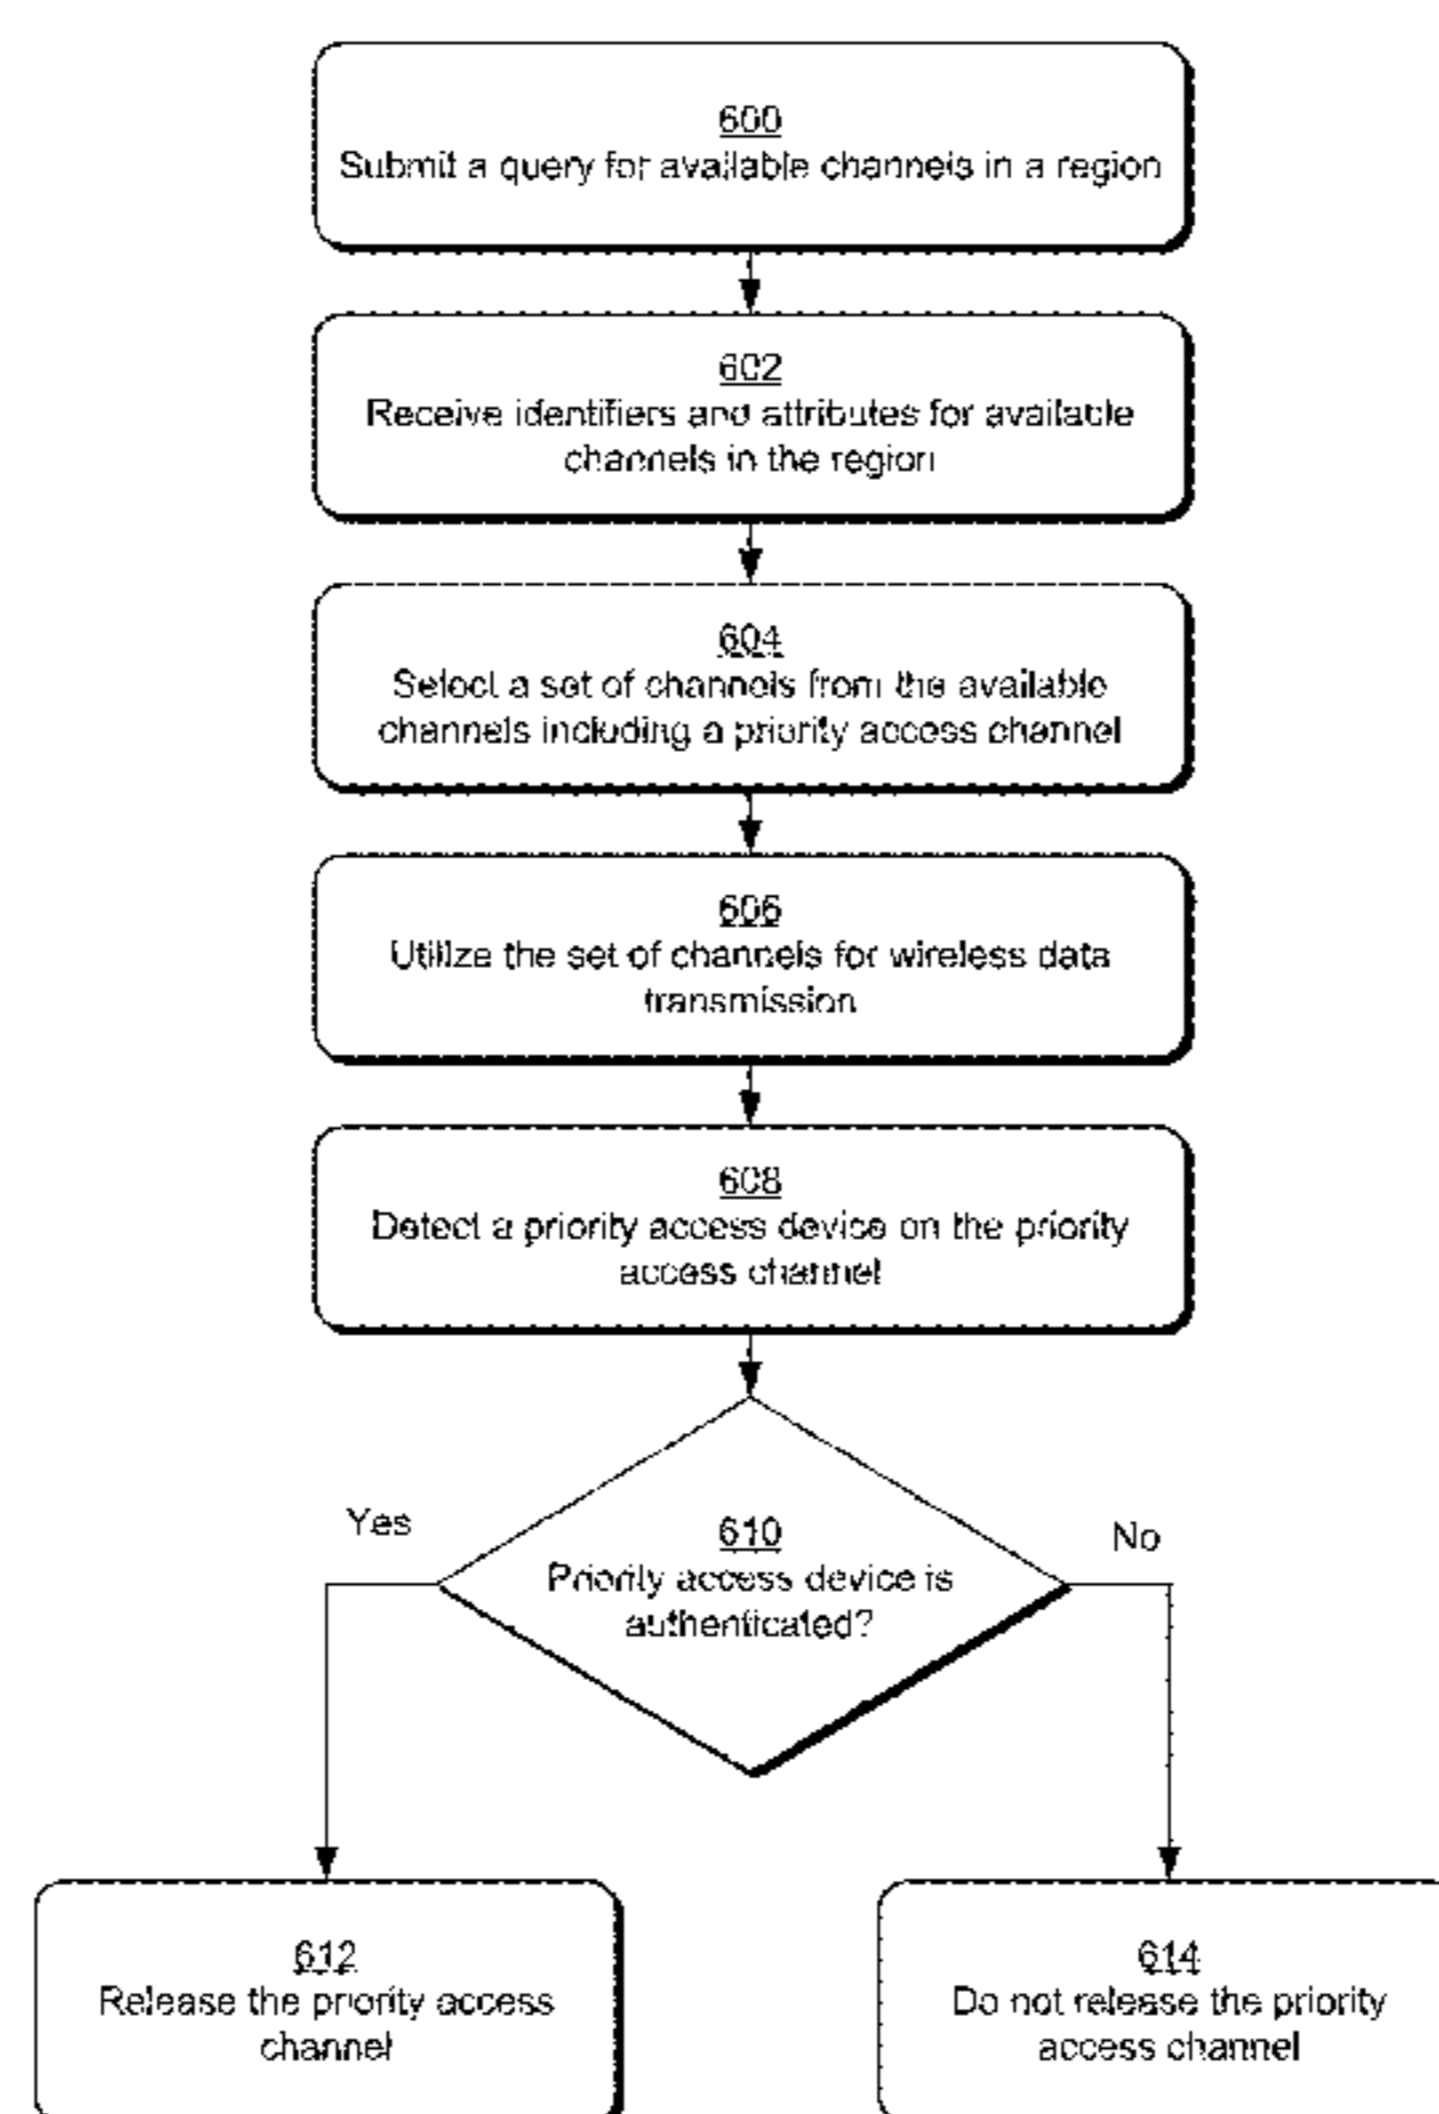 600
Submit a query for available channels in a region
602
Receive identifiers and attributes for available
channels in the region
604
Select a set of channels from the available
channels including a priority access channel
606
Utilize the set of channels for wireless data
transmission
608
Detect a priority access device on the priority
access channel
Yes
610
No
Priority access device is
authenticated?
612
Release the priority access
channel
614
Do not release the priority
access channel